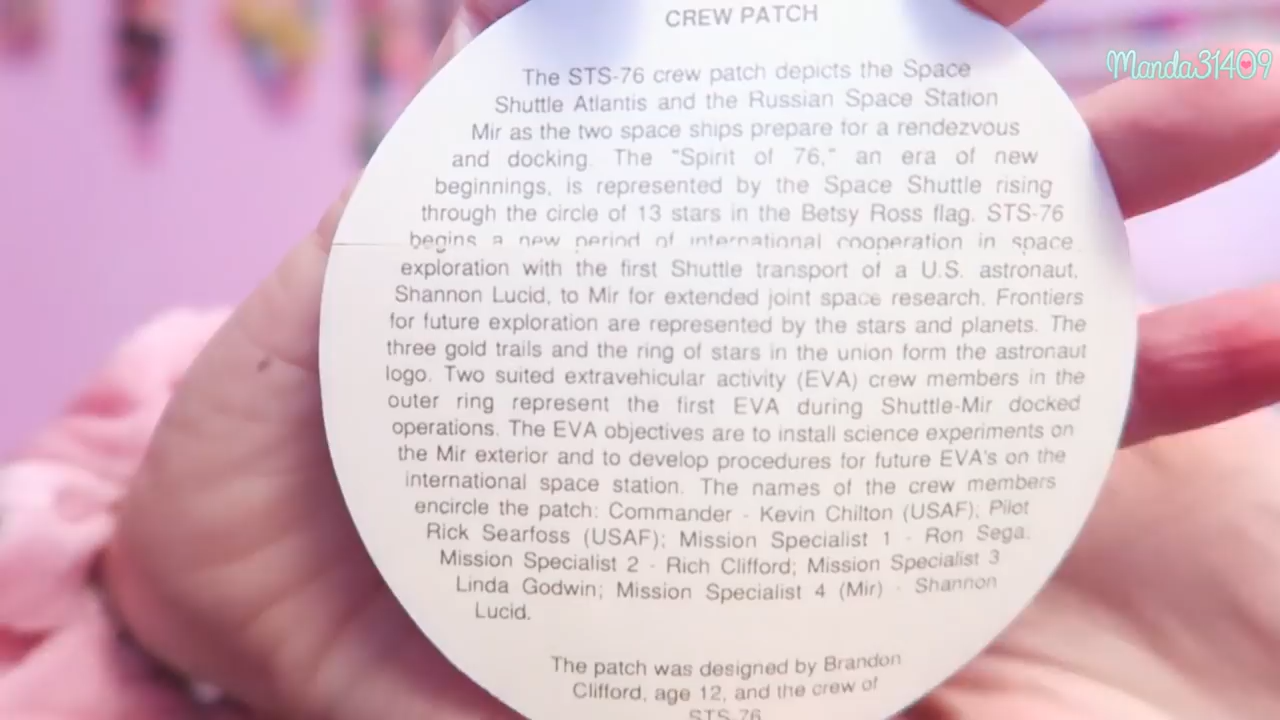 CREW PATCH
Manda31409
The STS-76 crew patch depicts the Space
Shuttle Atlantis and the Russian Space Station
Mir as the two space ships prepare for a rendezvous
and docking. The "Spirit of 76," an era of new
beginnings, is represented by the Space Shuttle rising
through the circle of 13 stars in the Betsy Ross flag. STS-76
begins a new period of international cooperation in space
exploration with the first Shuttle transport of a U.S. astronaut,
Shannon Lucid, to Mir for extended joint space research. Frontiers
for future exploration are represented by the stars and planets. The
three gold trails and the ring of stars in the union form the astronaut
logo. Two suited extravehicular activity (EVA) crew members in the
outer ring represent the first EVA during Shuttle-Mir docked
operations. The EVA objectives are to install science experiments on
the Mir exterior and to develop procedures for future EVA's on the
international space station. The names of the crew members
encircle the patch: Commander - Kevin Chilton (USAF); Pilot
Rick Searfoss (USAF); Mission Specialist 1 - Ron Sega.
Mission Specialist 2 - Rich Clifford; Mission Specialist 3
Linda Godwin; Mission Specialist 4 (Mir) - Shannon
Lucid.
The patch was designed by Brandon
Clifford, age 12, and the crew of
STS-76